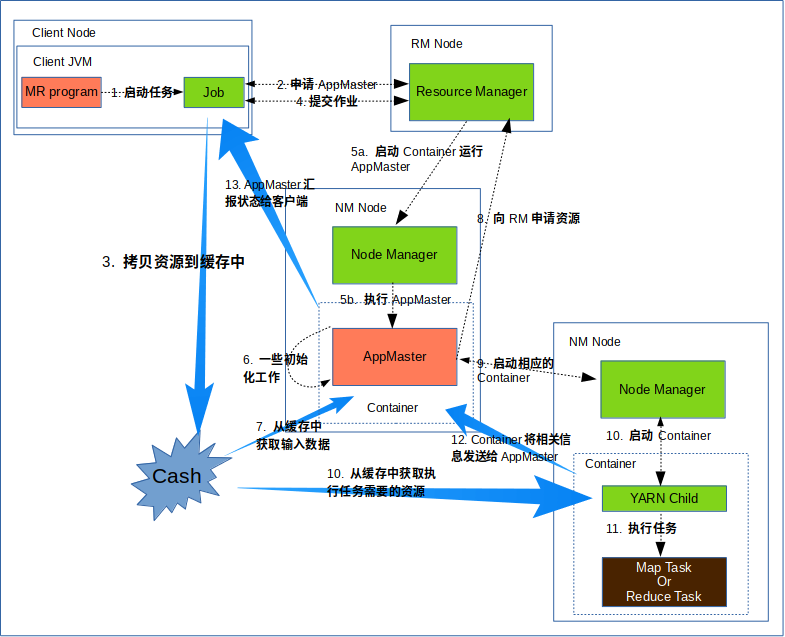 Client Node
Client JVM
MR program
1. 启动任务
Job
2. 申请 AppMaster
4. 提交作业
RM Node
Resource Manager
5a. 启动 Container 运行
AppMaster
13. AppMaster 汇
报状态给客户端
NM Node
8. 向 RM 申请资源
Node Manager
3. 拷贝资源到缓存中
5b. 执行 AppMaster
AppMaster
6. 一些初始
化工作
Container
9. 启动相应的
Container
NM Node
Node Manager
7. 从缓存中
获取输入数据
12. Container 将相关信
息发送给 AppMaster
10. 启动 Container
Container
Cash
10. 从缓存中获取执
行任务需要的资源
YARN Child
11. 执行任务
Map Task
Or
Reduce Task